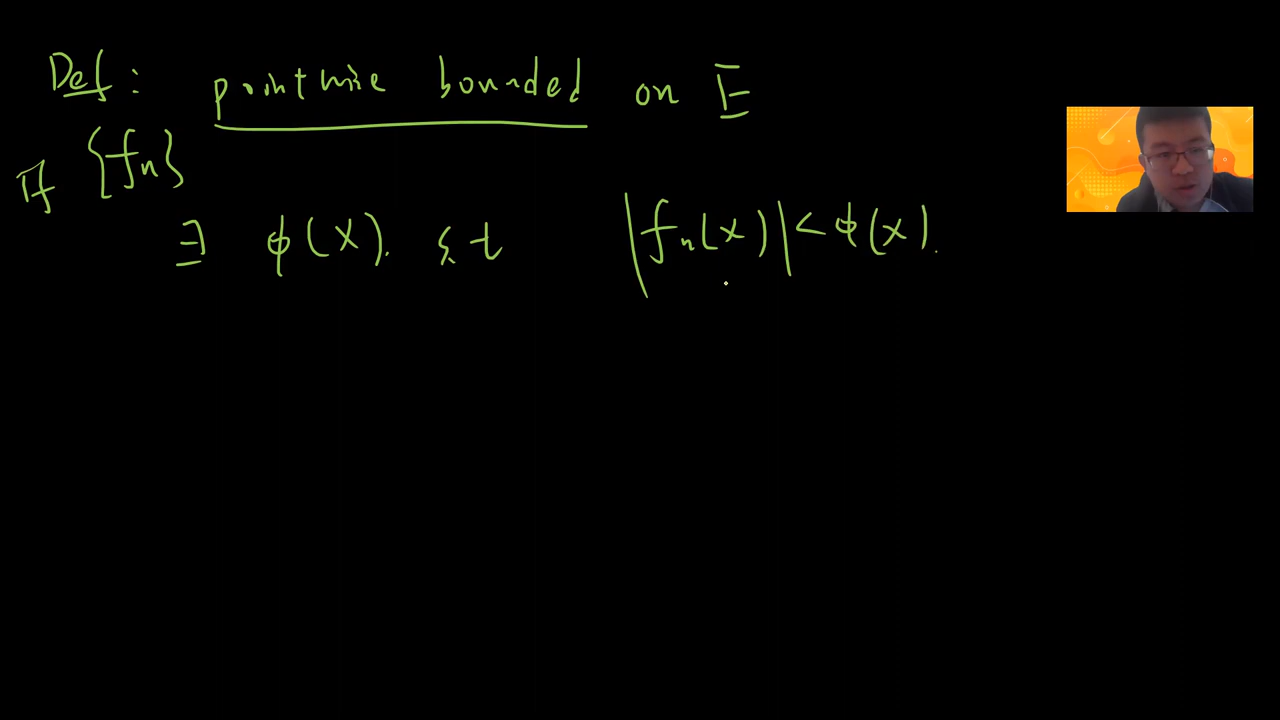 Def: pointwise bounded on E
If {fn}
∃ ϕ(x). s.t |fn(x)| < ϕ(x).